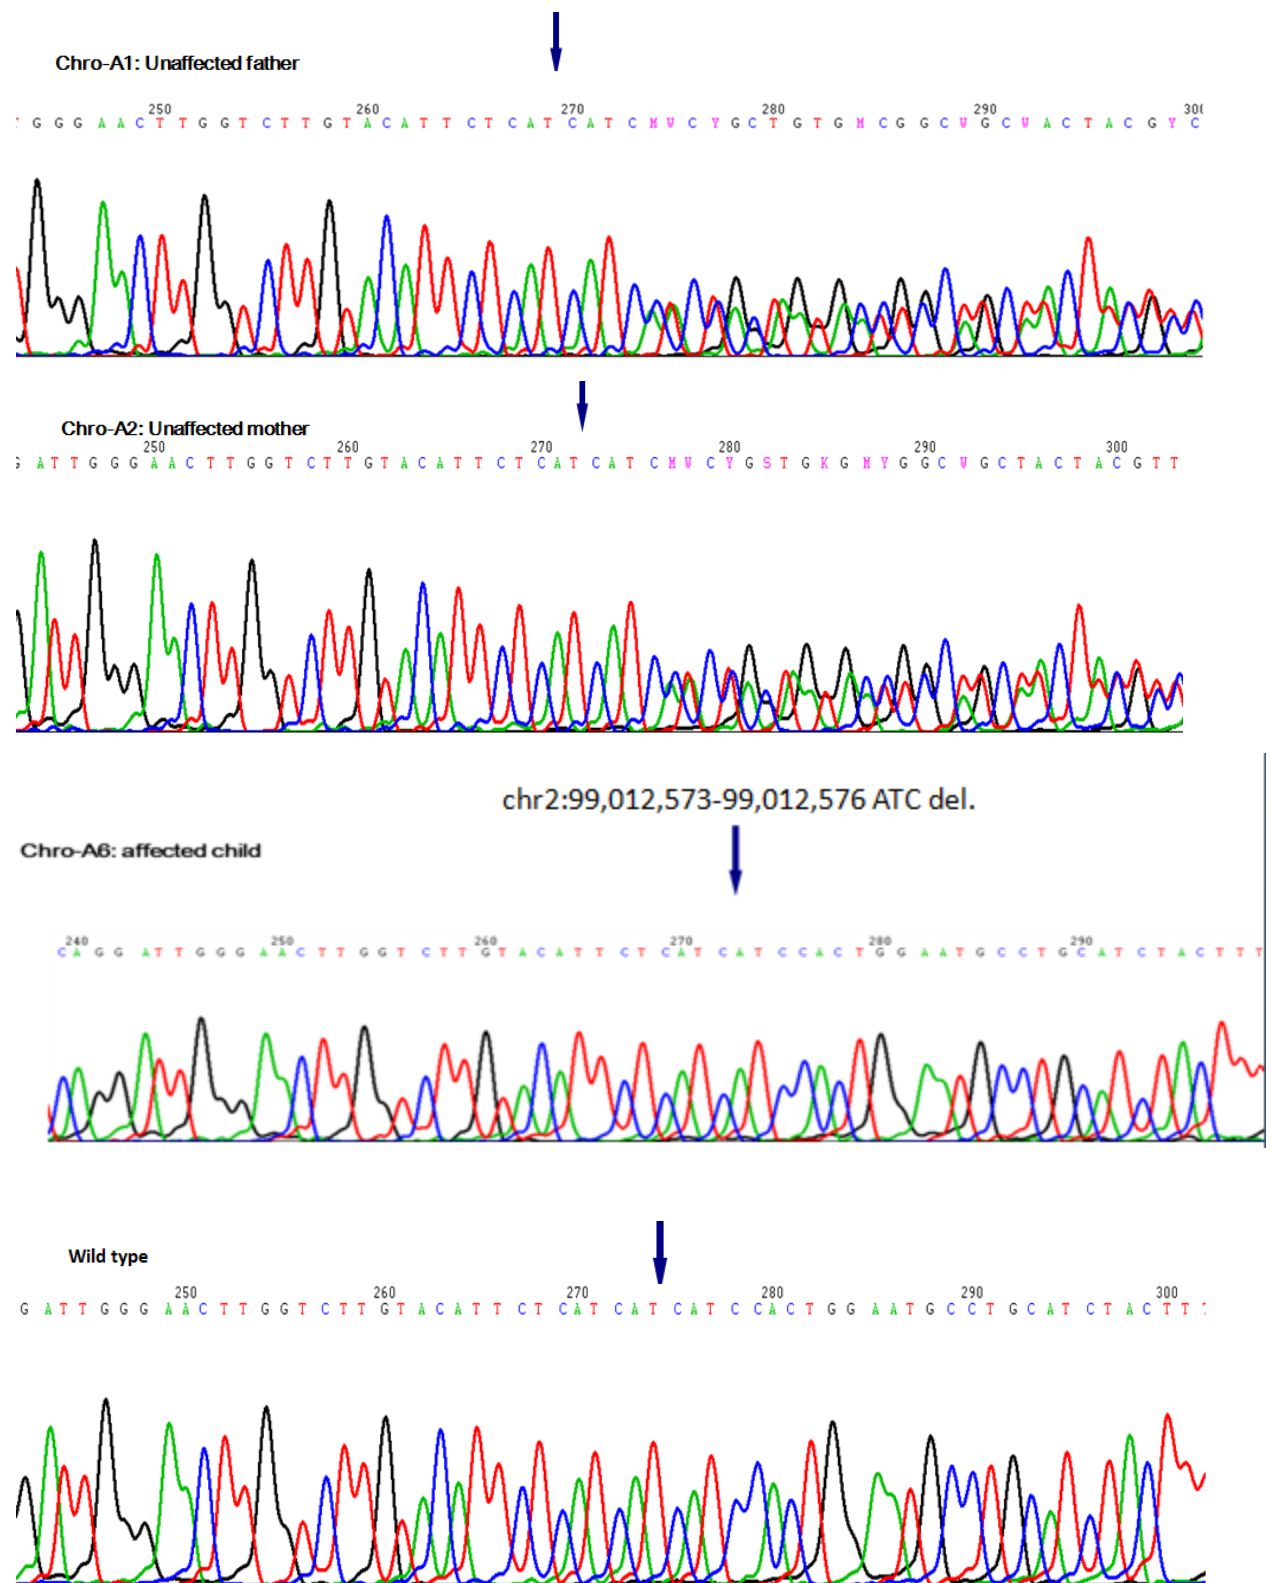 Chro-A1: Unaffected father
250 260 270 280 290 300
T G G G A A C T T G G T C T T G T A C A T T C T C A T C A T C M W C Y G C T G T G M C G G C W G C W A C T A C G Y C
Chro-A2: Unaffected mother
250 260 270 280 290 300
G A T T G G G A A C T T G G T C T T G T A C A T T C T C A T C A T C M W C Y G S T G K G M Y G G C W G C T A C T A C G T T
chr2:99,012,573-99,012,576 ATC del.
Chro-A6: affected child
240 250 260 270 280 290
C A G G A T T G G G A A C T T G G T C T T G T A C A T T C T C A T C A T C C A C T G G A A T G C C T G C A T C T A C T T T
Wild type
250 260 270 280 290 300
G A T T G G G A A C T T G G T C T T G T A C A T T C T C A T C A T C A T C C A C T G G A A T G C C T G C A T C T A C T T